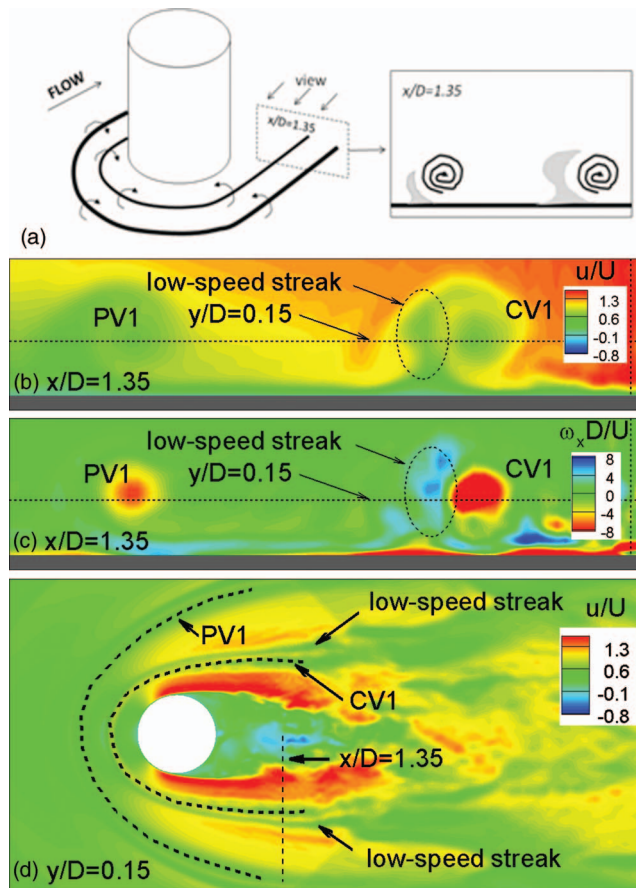 FLOW
view
x/D=1.35
x/D=1.35
(a)
low-speed streak
u/U
PV1
y/D=0.15
CV1
1.3
0.6
-0.1
-0.8
(b) x/D=1.35
low-speed streak
ωxD/U
PV1
y/D=0.15
CV1
8
4
0
-4
-8
(c) x/D=1.35
low-speed streak
u/U
PV1
1.3
0.6
-0.1
-0.8
CV1
x/D=1.35
low-speed streak
(d) y/D=0.15